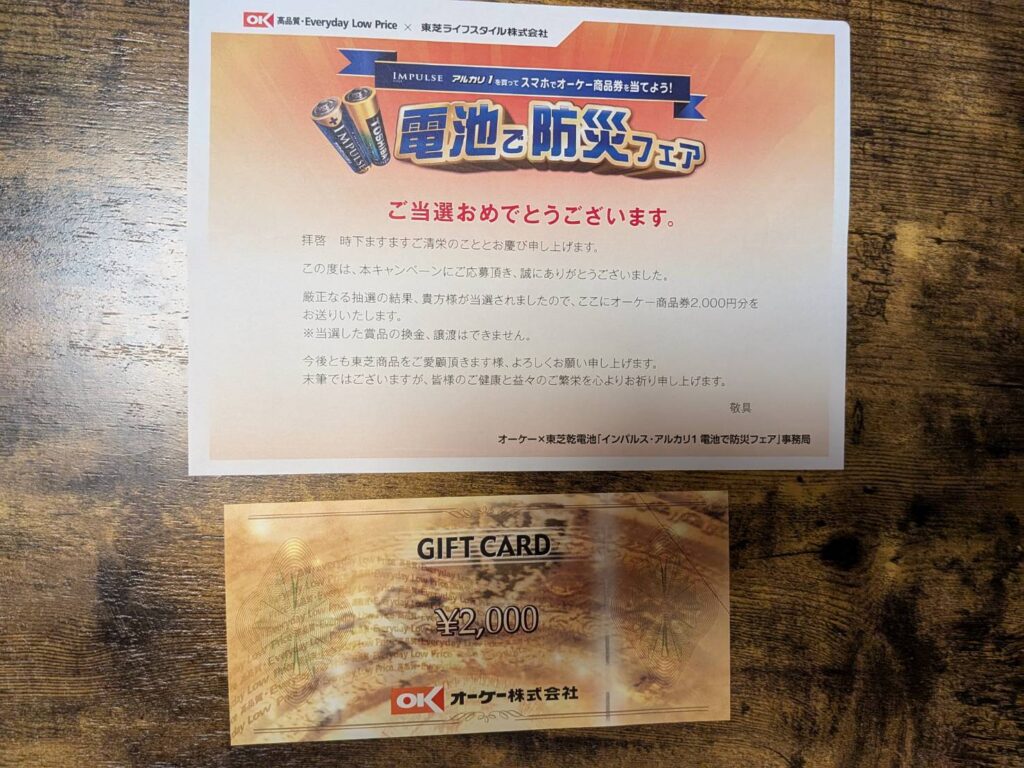 OK 高品質・Everyday Low Price × 東芝ライフスタイル株式会社
IMPULSE アルカリ1を買ってスマホでオーケー商品券を当てよう!
IMPULSE
TOSHIBA
電池で防災フェア
ご当選おめでとうございます。
拝啓 時下ますますご清栄のこととお慶び申し上げます。
この度は、本キャンペーンにご応募頂き、誠にありがとうございました。
厳正なる抽選の結果、貴方様が当選されましたので、ここにオーケー商品券2,000円分を
お送りいたします。
※当選した賞品の換金、譲渡はできません。
今後とも東芝商品をご愛顧頂きます様、よろしくお願い申し上げます。
末筆ではございますが、皆様のご健康と益々のご繁栄を心よりお祈り申し上げます。
敬具
オーケー×東芝乾電池「インパルス・アルカリ1 電池で防災フェア」事務局
GIFT CARD
¥2,000
Everyday Low Price
OK オーケー株式会社